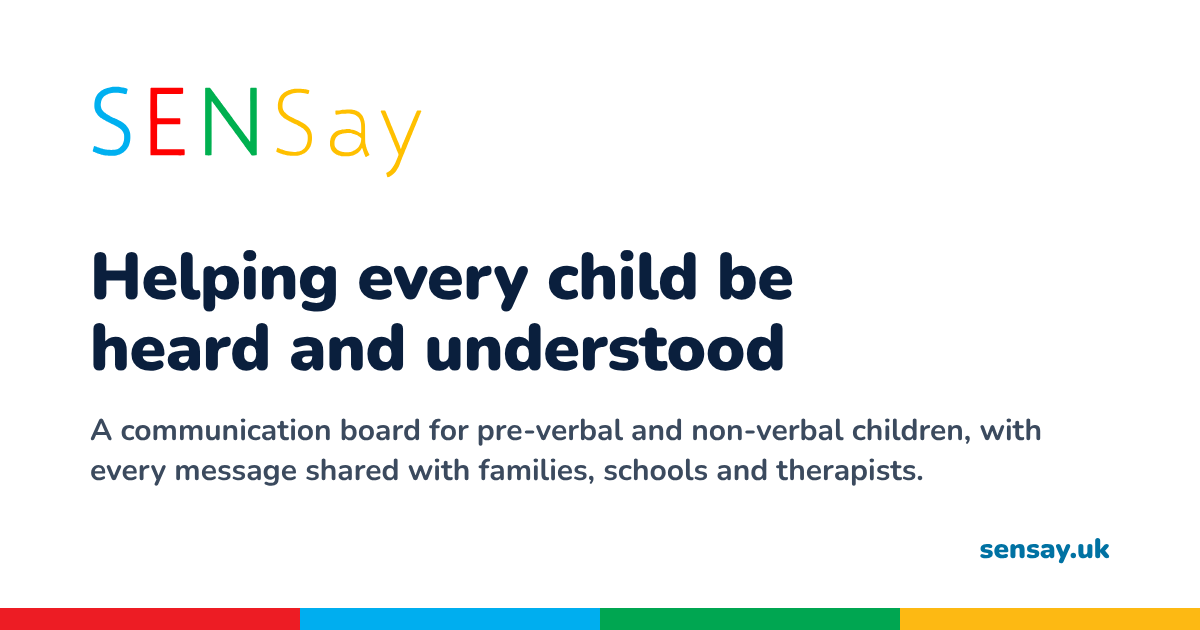 SENSay
Helping every child be
heard and understood
A communication board for pre-verbal and non-verbal children, with
every message shared with families, schools and therapists.
sensay.uk